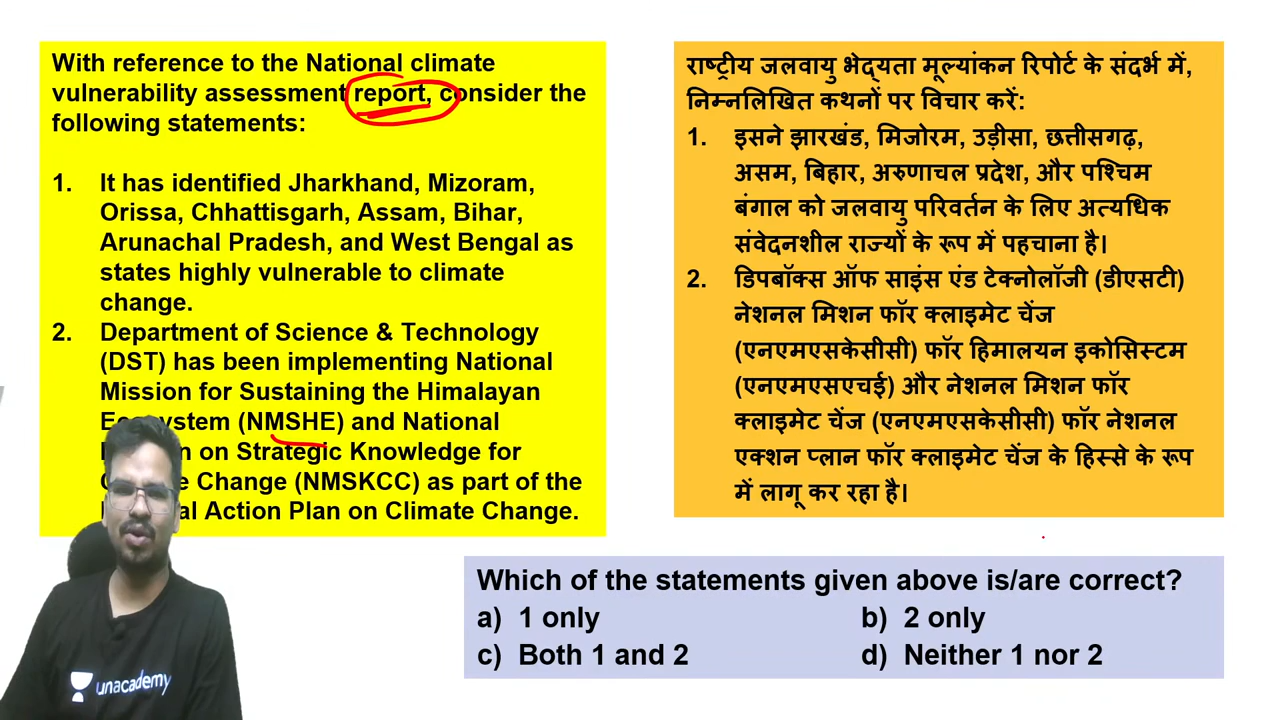 With reference to the National climate
vulnerability assessment report, consider the
following statements:
1. It has identified Jharkhand, Mizoram,
Orissa, Chhattisgarh, Assam, Bihar,
Arunachal Pradesh, and West Bengal as
states highly vulnerable to climate
change.
2. Department of Science & Technology
(DST) has been implementing National
Mission for Sustaining the Himalayan
(NMSHE) and National
on Strategic Knowledge for
Change (NMSKCC) as part of the
Action Plan on Climate Change.
राष्ट्रीय जलवायु भेद्यता मूल्यांकन रिपोर्ट के संदर्भ में,
निम्नलिखित कथनों पर विचार करें:
1. इसने झारखंड, मिजोरम, उड़ीसा, छत्तीसगढ़,
असम, बिहार, अरुणाचल प्रदेश, और पश्चिम
बंगाल को जलवायु परिवर्तन के लिए अत्यधिक
संवेदनशील राज्यों के रूप में पहचाना है।
2. डिपबॉक्स ऑफ साइंस एंड टेक्नोलॉजी (डीएसटी)
नेशनल मिशन फॉर क्लाइमेट चेंज
(एनएमएसकेसीसी) फॉर हिमालयन इकोसिस्टम
(एनएमएसएचई) और नेशनल मिशन फॉर
क्लाइमेट चेंज (एनएमएसकेसीसी) फॉर नेशनल
एक्शन प्लान फॉर क्लाइमेट चेंज के हिस्से के रूप
में लागू कर रहा है।
Which of the statements given above is/are correct?
a) 1 only b) 2 only
c) Both 1 and 2 d) Neither 1 nor 2
unacademy